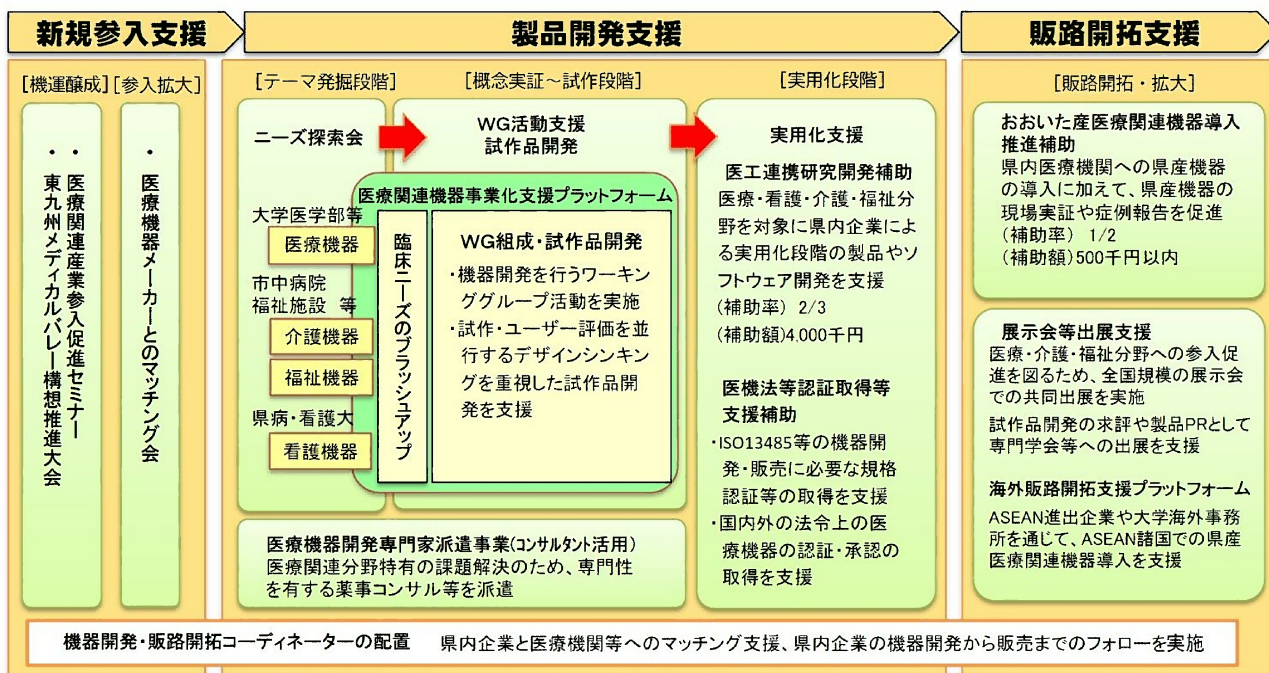 新規参入支援
製品開発支援
販路開拓支援
[機運醸成]
[参入拡大]
・医療関連産業参入促進セミナー
・東九州メディカルバレー構想推進大会
・医療機器メーカーとのマッチング会
[テーマ発掘段階]
[概念実証～試作段階]
[実用化段階]
ニーズ探索会
WG活動支援
試作品開発
実用化支援
医療関連機器事業化支援プラットフォーム
大学医学部等
医療機器
市中病院
福祉施設 等
介護機器
福祉機器
県病・看護大
看護機器
臨床ニーズのブラッシュアップ
WG組成・試作品開発
・機器開発を行うワーキン
ググループ活動を実施
・試作・ユーザー評価を並
行するデザインシンキン
グを重視した試作品開
発を支援
医療機器開発専門家派遣事業(コンサルタント活用)
医療関連分野特有の課題解決のため、専門性
を有する薬事コンサル等を派遣
医工連携研究開発補助
医療・看護・介護・福祉分
野を対象に県内企業によ
る実用化段階の製品やソ
フトウェア開発を支援
(補助率) 2/3
(補助額)4,000千円
医機法等認証取得等
支援補助
・ISO13485等の機器開
発・販売に必要な規格
認証等の取得を支援
・国内外の法令上の医
療機器の認証・承認の
取得を支援
[販路開拓・拡大]
おおいた産医療関連機器導入
推進補助
県内医療機関への県産機器
の導入に加えて、県産機器の
現場実証や症例報告を促進
(補助率) 1/2
(補助額)500千円以内
展示会等出展支援
医療・介護・福祉分野への参入促
進を図るため、全国規模の展示会
での共同出展を実施
試作品開発の求評や製品PRとして
専門学会等への出展を支援
海外販路開拓支援プラットフォーム
ASEAN進出企業や大学海外事務
所を通じて、ASEAN諸国での県産
医療関連機器導入を支援
機器開発・販路開拓コーディネーターの配置 県内企業と医療機関等へのマッチング支援、県内企業の機器開発から販売までのフォローを実施